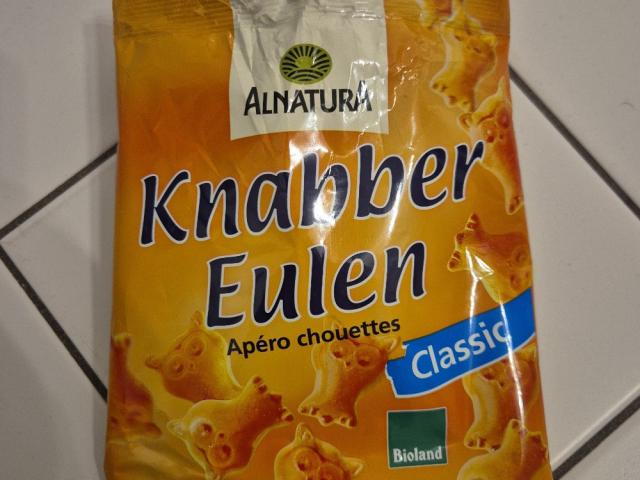 ALNATURA
Knabber
Eulen
Apéro chouettes
Classic
Bioland